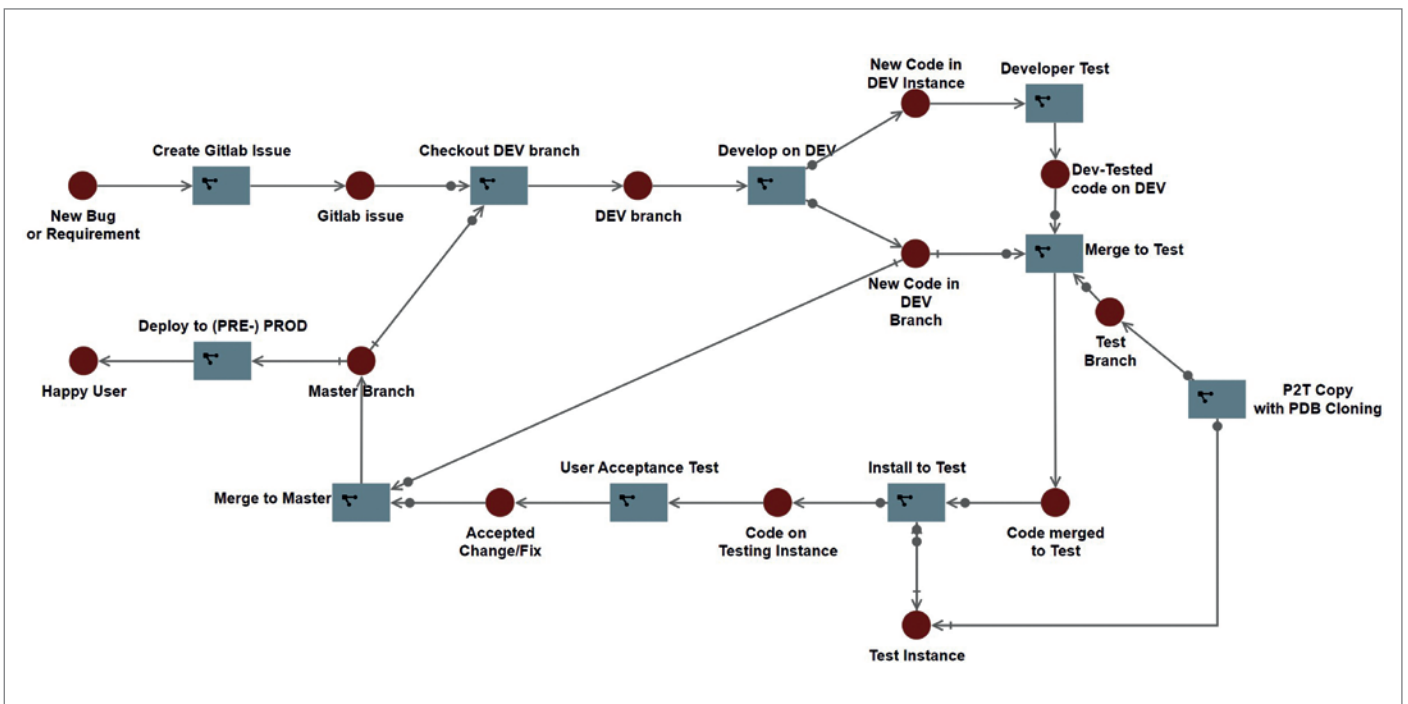 New Code in
DEV Instance
Developer Test
Create Gitlab Issue
Checkout DEV branch
Develop on DEV
Dev-Tested
code on DEV
New Bug
or Requirement
Gitlab issue
DEV branch
Merge to Test
New Code in
DEV
Branch
Deploy to (PRE-) PROD
Test
Branch
Happy User
Master Branch
P2T Copy
with PDB Cloning
User Acceptance Test
Install to Test
Merge to Master
Accepted
Change/Fix
Code on
Testing Instance
Code merged
to Test
Test Instance